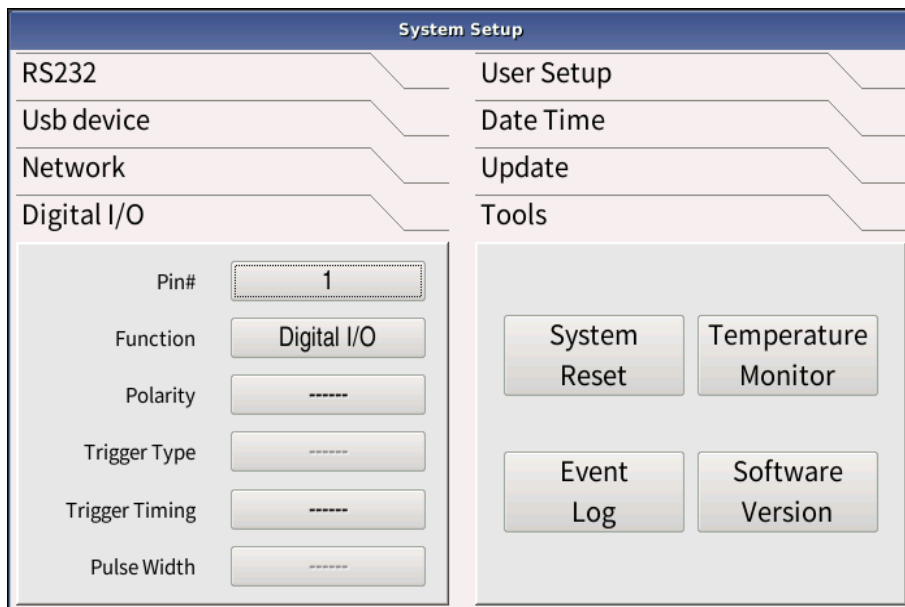 System Setup
RS232
Usb device
Network
Digital I/O
Pin# 1
Function Digital I/O
Polarity ------
Trigger Type ------
Trigger Timing ------
Pulse Width ------
User Setup
Date Time
Update
Tools
System
Reset
Temperature
Monitor
Event
Log
Software
Version